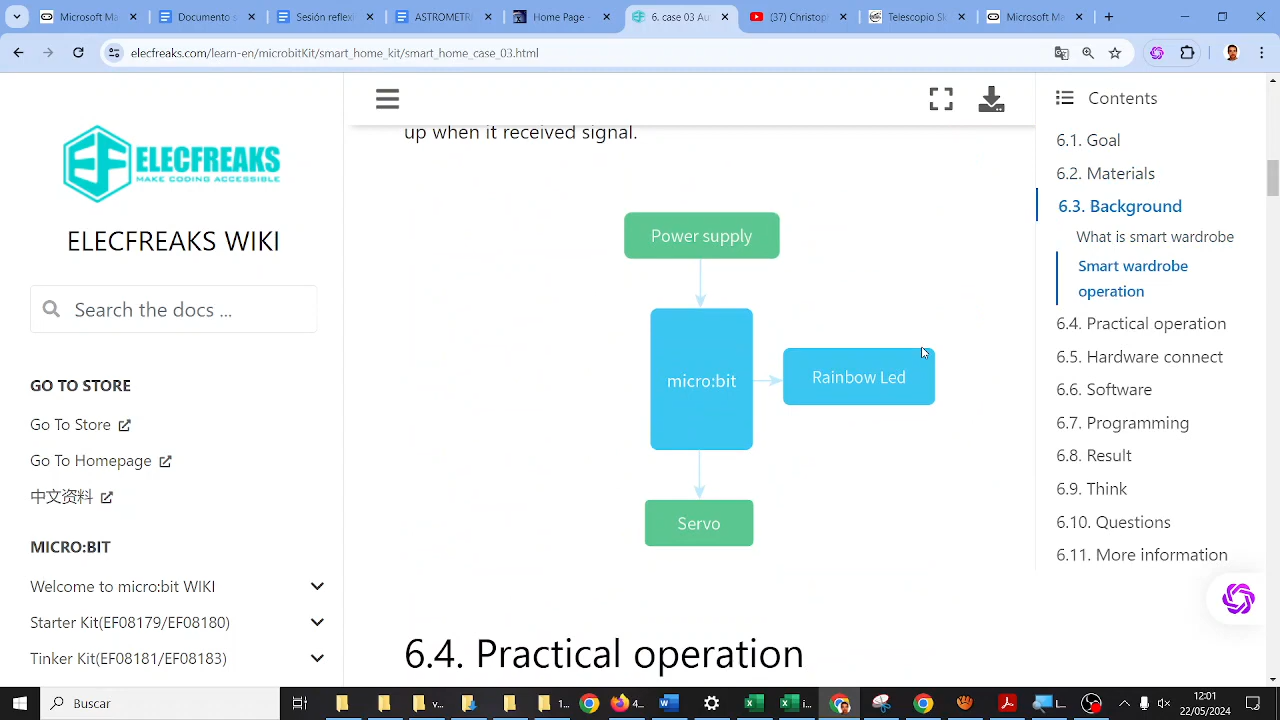 Microsoft Ma
Documento
Sesión reflex
ASTROMETRI
Home Page -
6. 03 Au
(37) Christop
Telescopio S
Microsoft Ma
elecfreaks.com/learn-en/microbitKit/smart_home_kit/smart_home_case_03.html
EF ELECFREAKS
MAKE CODING ACCESSIBLE
ELECFREAKS WIKI
Search the docs ...
GO TO STORE
Go To Store
Go To Homepage
中文资料
MICRO:BIT
Welcome to micro:bit WIKI
Starter Kit(EF08179/EF08180)
Tinker Kit(EF08181/EF08183)
up when it received signal.
Power supply
micro:bit
Rainbow Led
Servo
6.4. Practical operation
Contents
6.1. Goal
6.2. Materials
6.3. Background
What is smart wardrobe
Smart wardrobe
operation
6.4. Practical operation
6.5. Hardware connect
6.6. Software
6.7. Programming
6.8. Result
6.9. Think
6.10. Questions
6.11. More information
Buscar
1...
12:01
22/05/2024